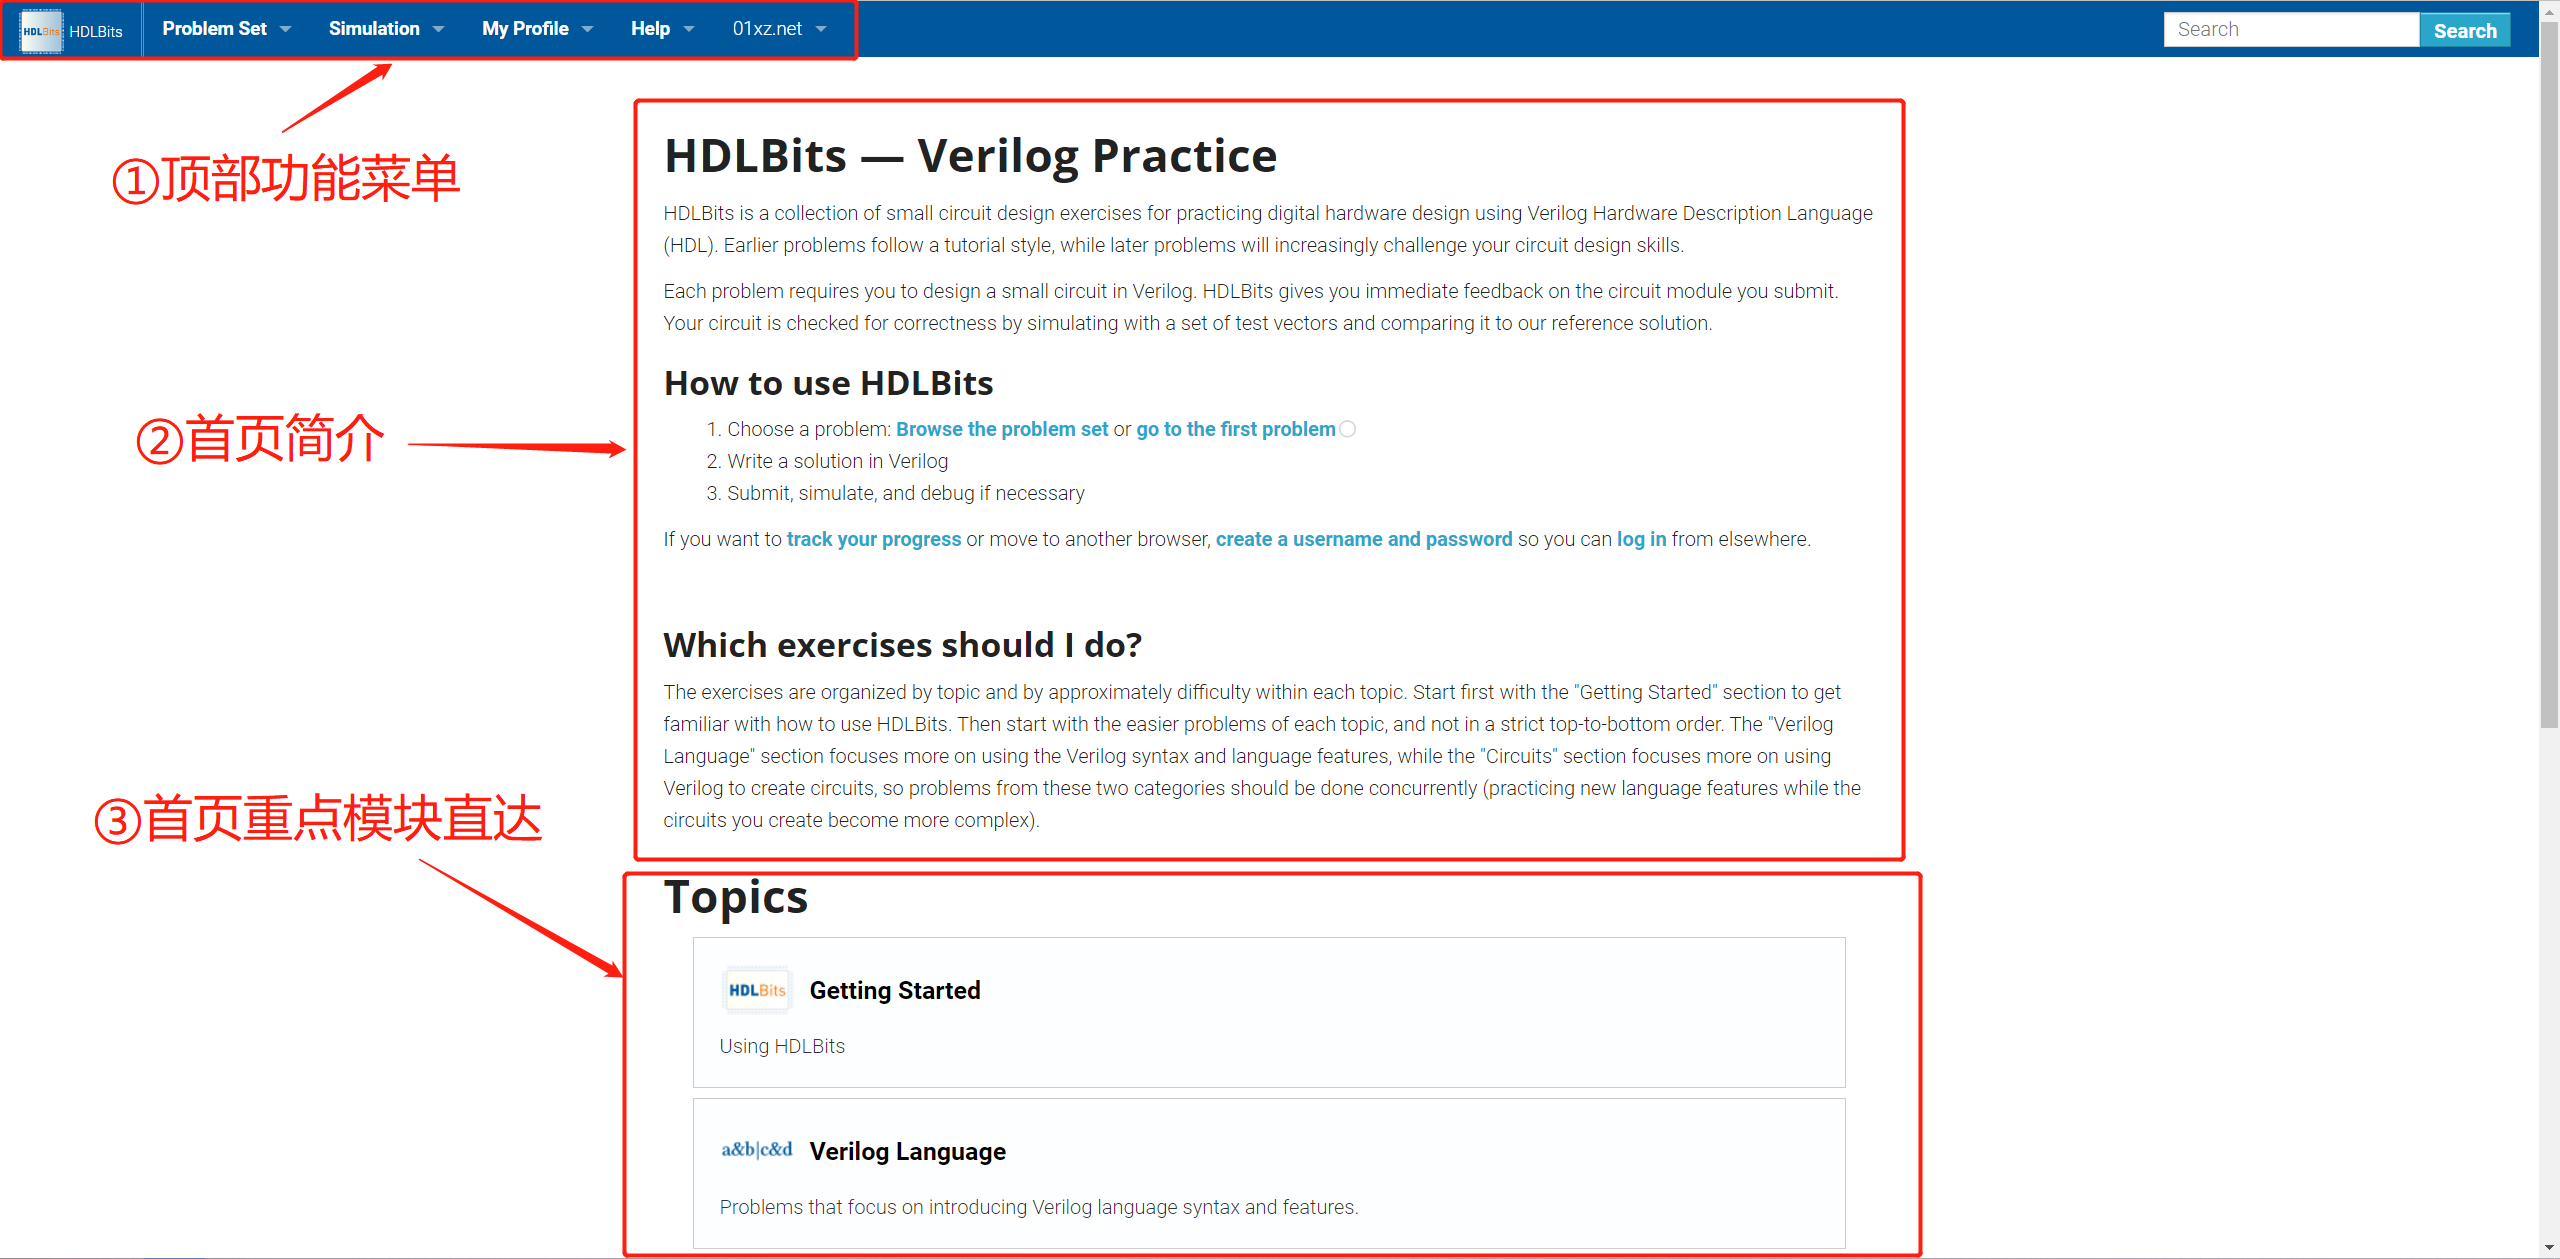 HDLBits HDLBits Problem Set Simulation My Profile Help 01xz.net Search Search
①顶部功能菜单
HDLBits — Verilog Practice
HDLBits is a collection of small circuit design exercises for practicing digital hardware design using Verilog Hardware Description Language
(HDL). Earlier problems follow a tutorial style, while later problems will increasingly challenge your circuit design skills.
Each problem requires you to design a small circuit in Verilog. HDLBits gives you immediate feedback on the circuit module you submit.
Your circuit is checked for correctness by simulating with a set of test vectors and comparing it to our reference solution.
②首页简介
How to use HDLBits
1. Choose a problem: Browse the problem set or go to the first problem
2. Write a solution in Verilog
3. Submit, simulate, and debug if necessary
If you want to track your progress or move to another browser, create a username and password so you can log in from elsewhere.
Which exercises should I do?
The exercises are organized by topic and by approximately difficulty within each topic. Start first with the "Getting Started" section to get
familiar with how to use HDLBits. Then start with the easier problems of each topic, and not in a strict top-to-bottom order. The "Verilog
Language" section focuses more on using the Verilog syntax and language features, while the "Circuits" section focuses more on using
Verilog to create circuits, so problems from these two categories should be done concurrently (practicing new language features while the
circuits you create become more complex).
③首页重点模块直达
Topics
HDLBits Getting Started
Using HDLBits
a&b|c&d Verilog Language
Problems that focus on introducing Verilog language syntax and features.